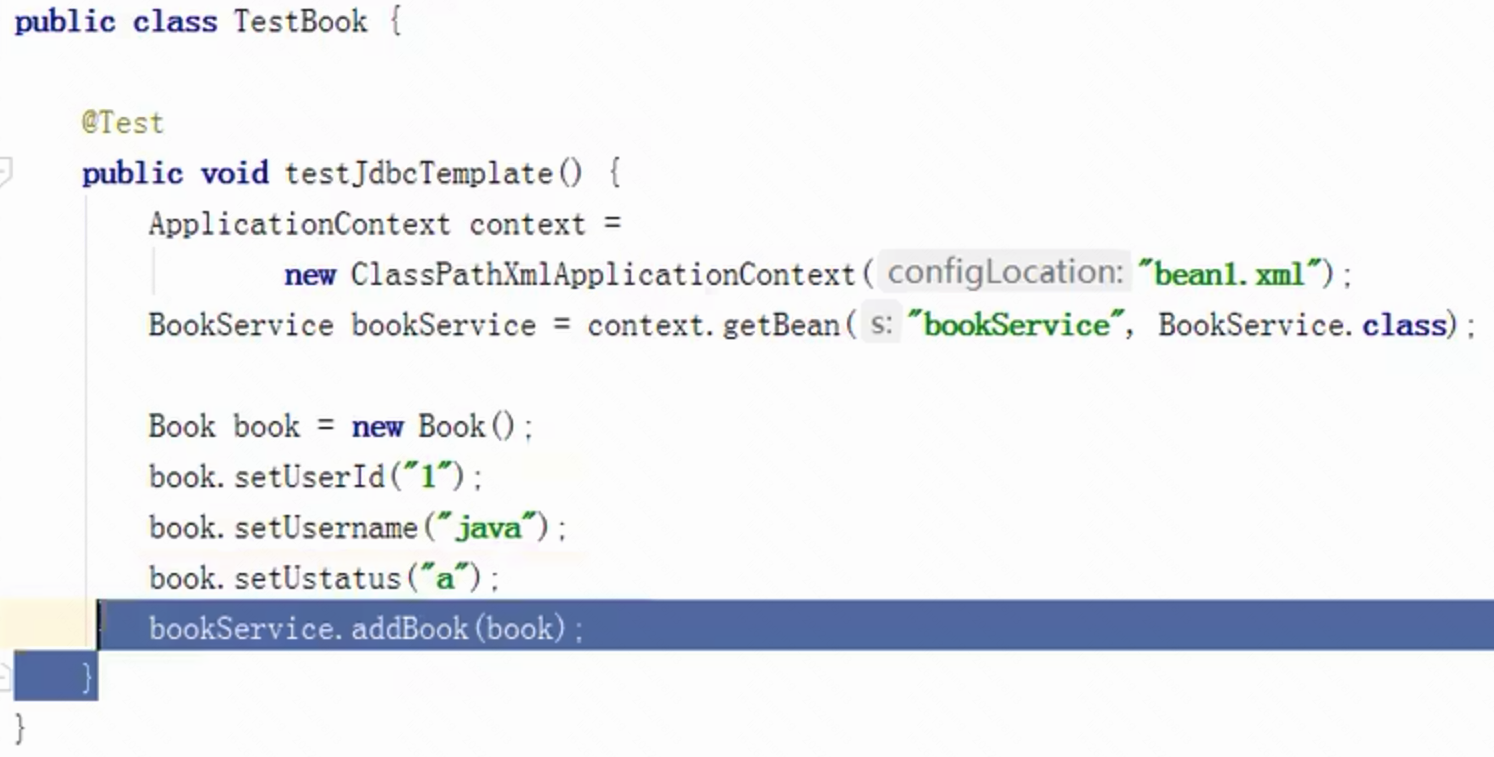 public class TestBook {
@Test
public void testJdbcTemplate() {
ApplicationContext context =
new ClassPathXmlApplicationContext( configLocation: "bean1.xml");
BookService bookService = context.getBean( s: "bookService", BookService.class);
Book book = new Book();
book.setUserId("1");
book.setUsername("java");
book.setUstatus("a");
bookService.addBook(book);
}
}